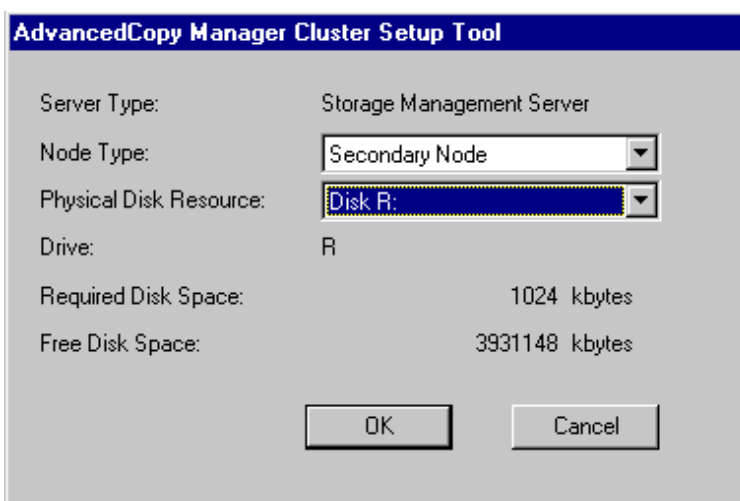 AdvancedCopy Manager Cluster Setup Tool
Server Type: Storage Management Server
Node Type: Secondary Node
Physical Disk Resource: Disk R:
Drive: R
Required Disk Space: 1024 kbytes
Free Disk Space: 3931148 kbytes
OK Cancel